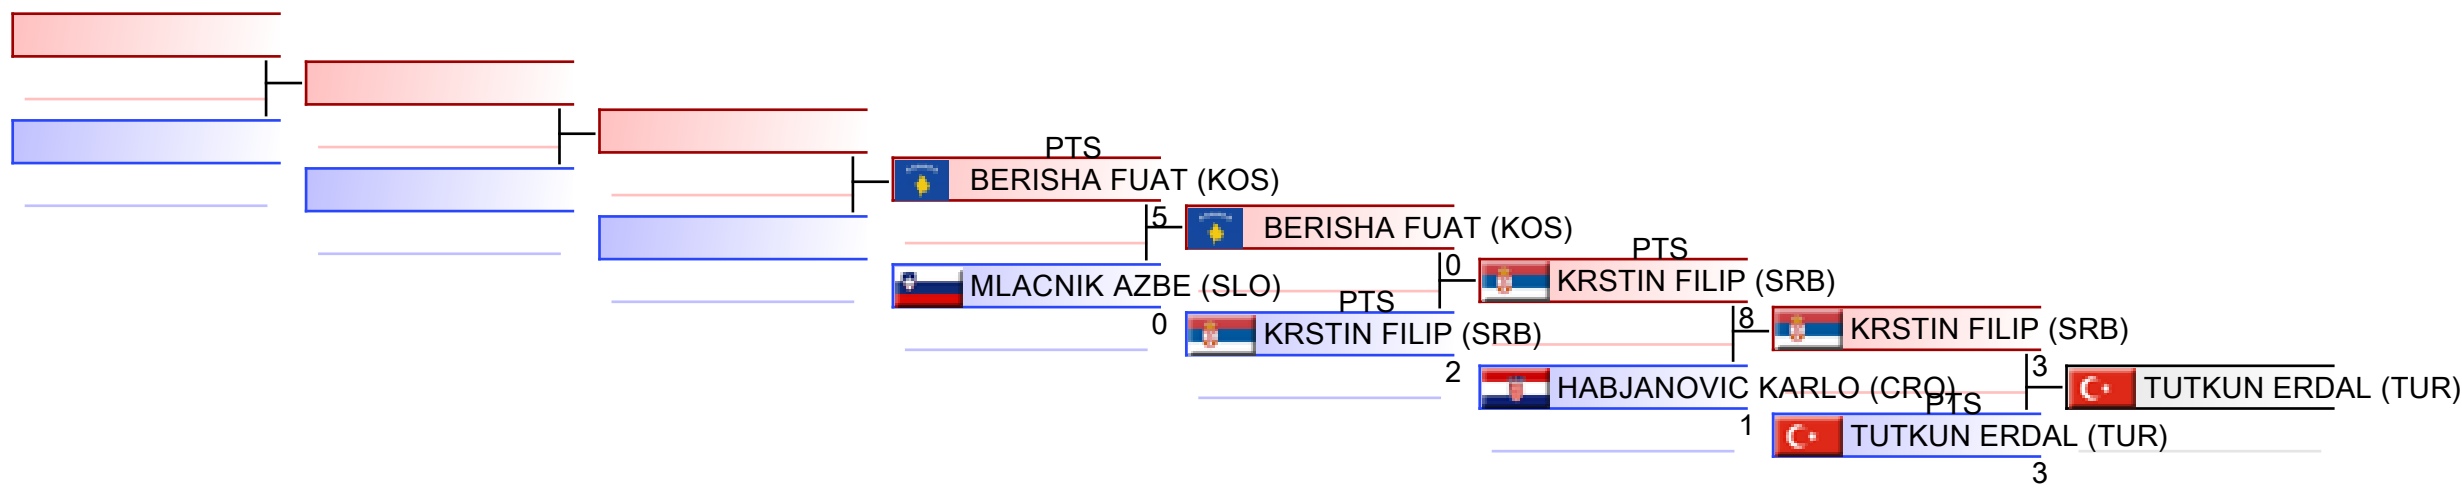 PTS
BERISHA FUAT (KOS)
5
MLACNIK AZBE (SLO)
0
BERISHA FUAT (KOS)
0
PTS
KRSTIN FILIP (SRB)
2
PTS
KRSTIN FILIP (SRB)
8
HABJANOVIC KARLO (CRO)
1
KRSTIN FILIP (SRB)
3
PTS
TUTKUN ERDAL (TUR)
3
TUTKUN ERDAL (TUR)